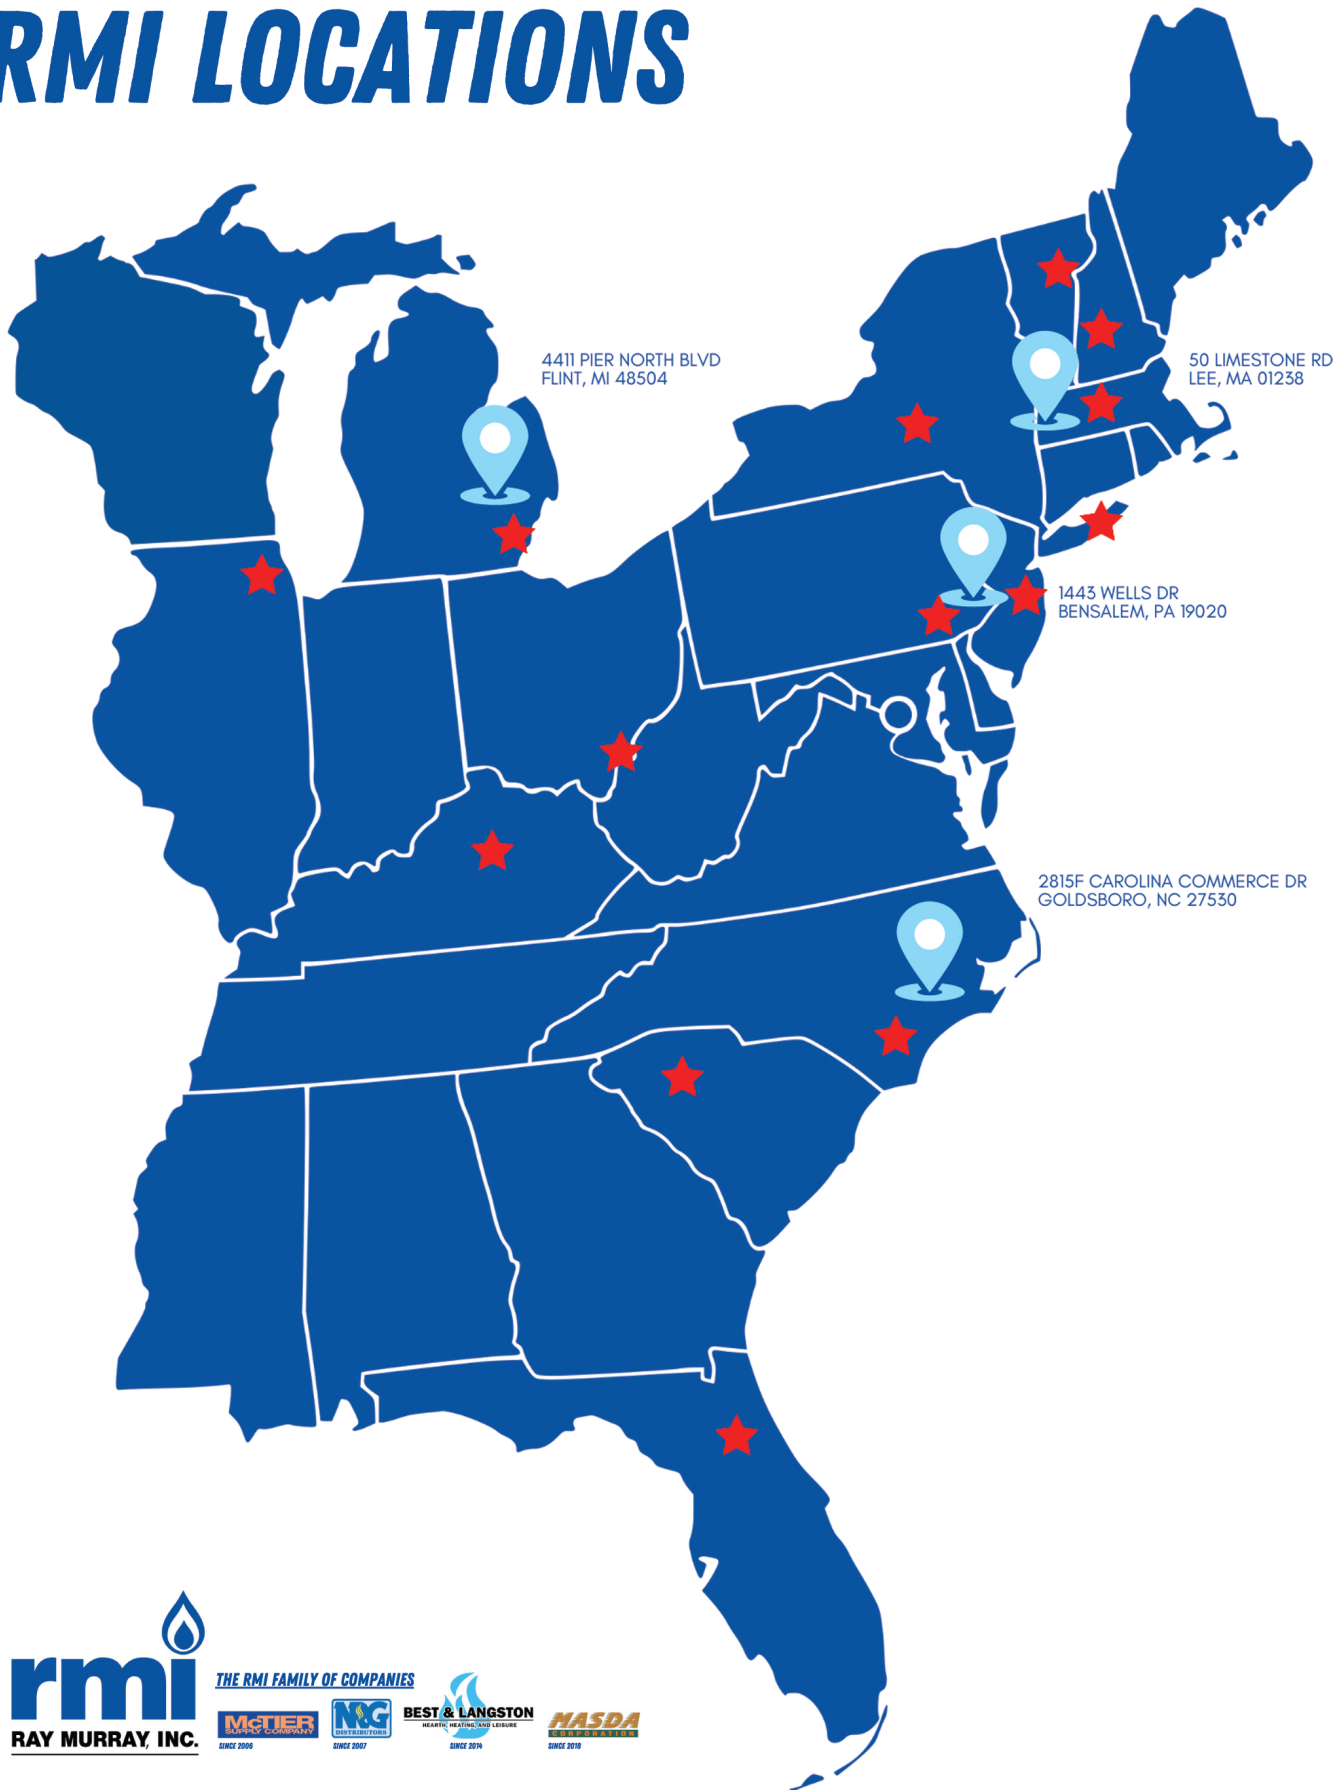 RMI LOCATIONS
4411 PIER NORTH BLVD
FLINT, MI 48504
50 LIMESTONE RD
LEE, MA 01238
1443 WELLS DR
BENSALEM, PA 19020
2815F CAROLINA COMMERCE DR
GOLDSBORO, NC 27530
rmi
RAY MURRAY, INC.
THE RMI FAMILY OF COMPANIES
McTIER
SUPPLY COMPANY
SINCE 2006
NRG
DISTRIBUTORS
SINCE 2007
BEST & LANGSTON
HEARTH, HEATING, AND LEISURE
SINCE 2014
MASDA
CORPORATION
SINCE 2018